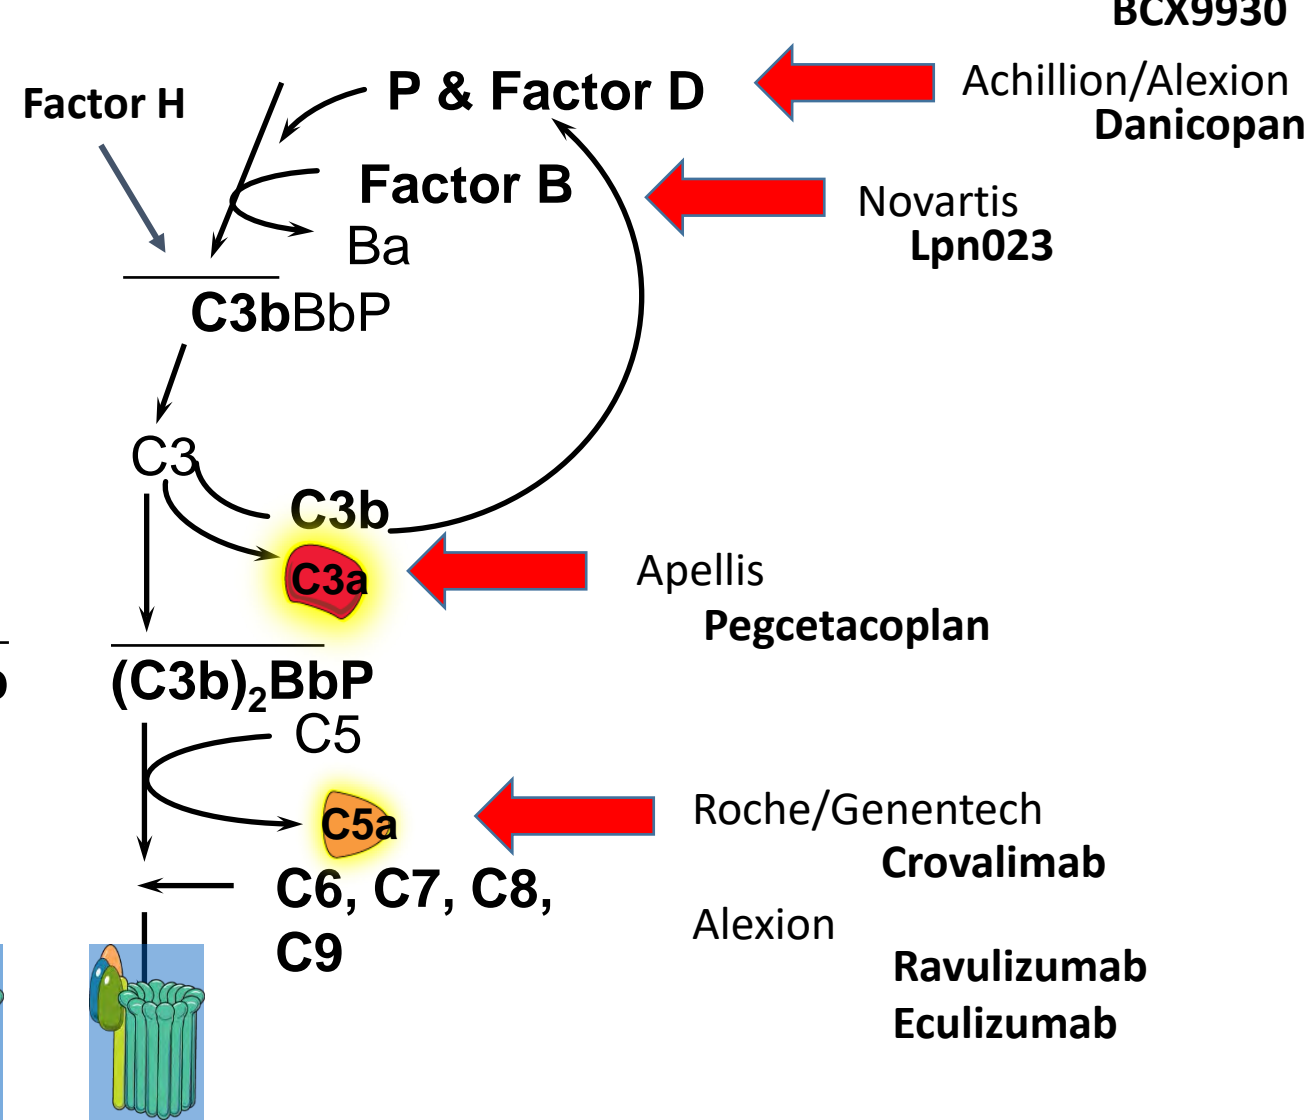 BCX9930
Achillion/Alexion
Danicopan
P & Factor D
Factor H
Factor B
Novartis
Lpn023
Ba
C3bBbP
C3
C3b
C3a
Apellis
Pegcetacoplan
(C3b)₂BbP
C5
C5a
Roche/Genentech
Crovalimab
C6, C7, C8,
C9
Alexion
Ravulizumab
Eculizumab